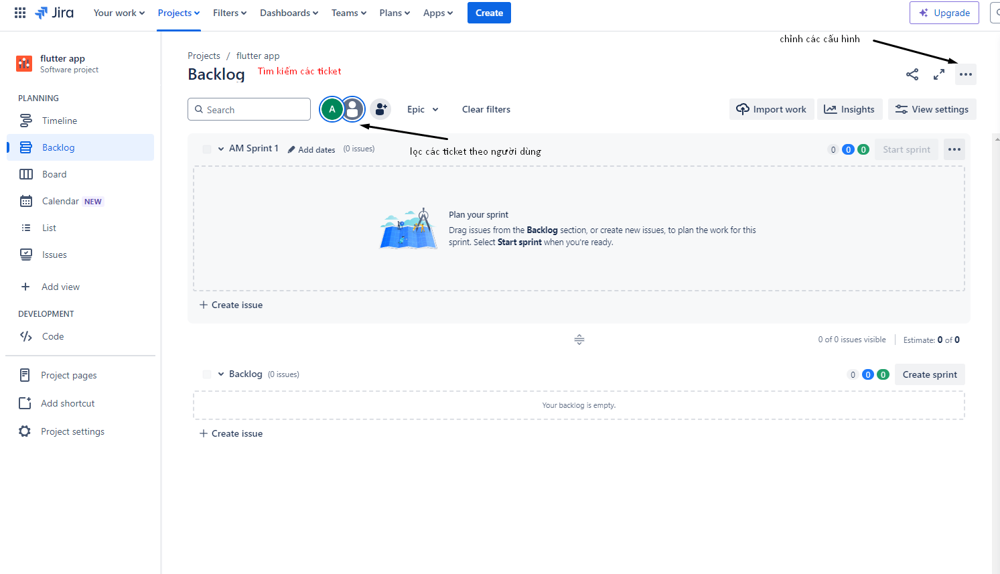 Jira
Your work
Projects
Filters
Dashboards
Teams
Plans
Apps
Create
Upgrade
chỉnh các cấu hình
flutter app
Software project
Projects / flutter app
Backlog
Tìm kiếm các ticket
PLANNING
Timeline
Backlog
Board
Calendar NEW
List
Issues
Add view
DEVELOPMENT
Code
Project pages
Add shortcut
Project settings
Search
A
Epic
Clear filters
Import work
Insights
View settings
AM Sprint 1
Add dates
(0 issues)
lọc các ticket theo người dùng
0 0 0
Start sprint
Plan your sprint
Drag issues from the Backlog section, or create new issues, to plan the work for this
sprint. Select Start sprint when you're ready.
+ Create issue
0 of 0 issues visible
Estimate: 0 of 0
Backlog (0 issues)
0 0 0
Create sprint
Your backlog is empty.
+ Create issue